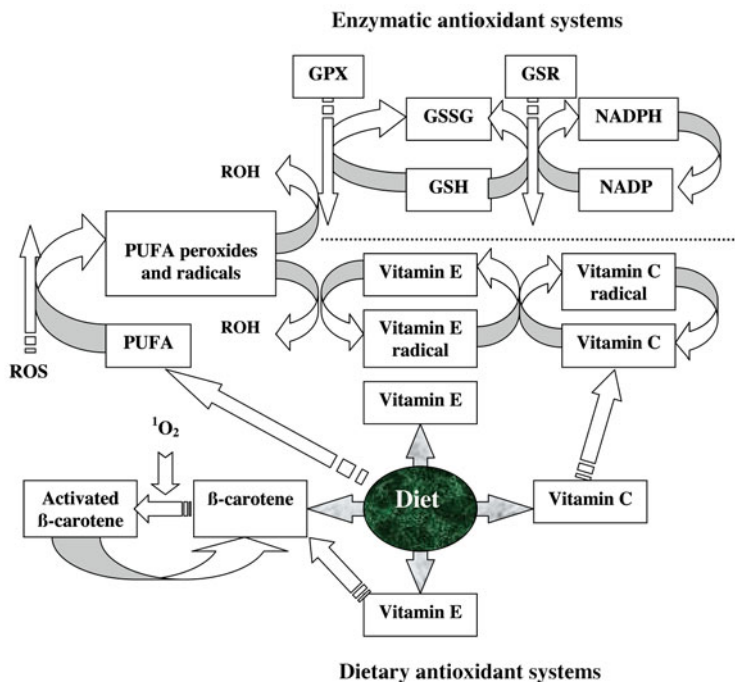 Enzymatic antioxidant systems
GPX
GSR
GSSG
NADPH
ROH
GSH
NADP
PUFA peroxides
and radicals
Vitamin E
Vitamin C
radical
ROH
Vitamin E
radical
Vitamin C
PUFA
ROS
Vitamin E
¹O₂
Activated
ß-carotene
ß-carotene
Diet
Vitamin C
Vitamin E
Dietary antioxidant systems